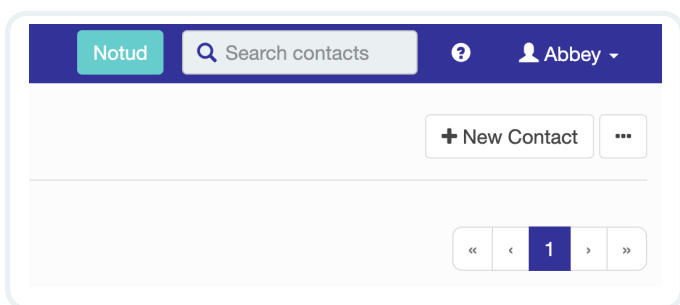 Notud Search contacts ? Abbey
+ New Contact ...
« ‹ 1 › »